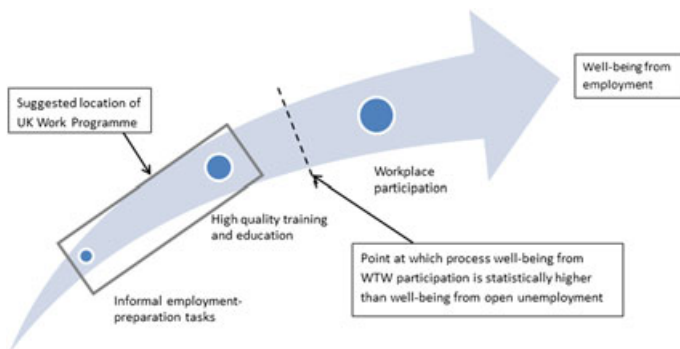 Well-being from
employment
Suggested location of
UK Work Programme
Workplace
participation
High quality training
and education
Point at which process well-being from
WTW participation is statistically higher
than well-being from open unemployment
Informal employment-
preparation tasks